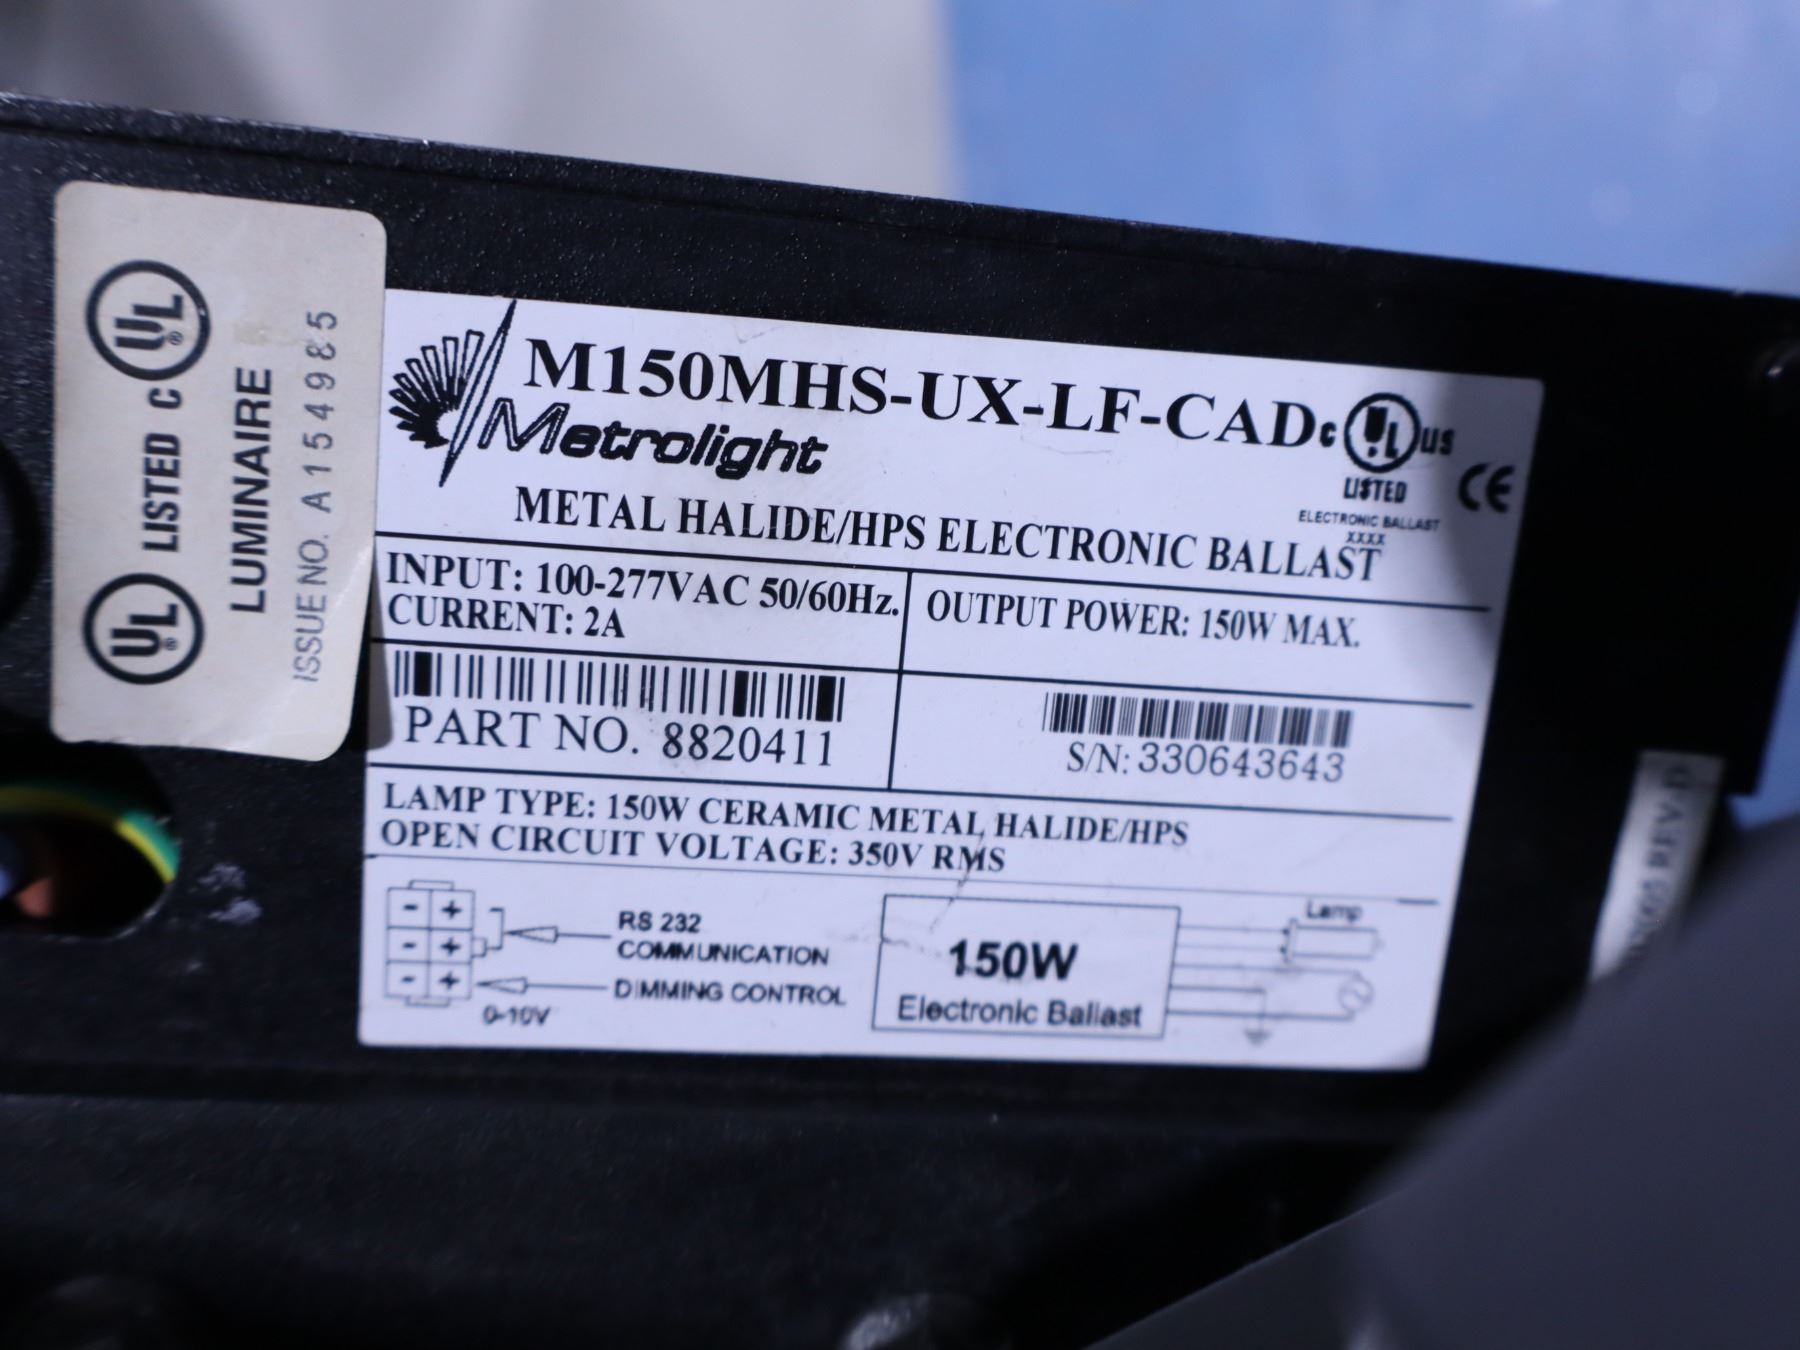 UL LISTED C UL
LUMINAIRE
ISSUE NO. A154985
M150MHS-UX-LF-CAD
Metrolight
c UL us
LISTED
ELECTRONIC BALLAST
XXXX
CE
METAL HALIDE/HPS ELECTRONIC BALLAST
INPUT: 100-277VAC 50/60Hz.
CURRENT: 2A
OUTPUT POWER: 150W MAX.
PART NO. 8820411
S/N: 330643643
LAMP TYPE: 150W CERAMIC METAL HALIDE/HPS
OPEN CIRCUIT VOLTAGE: 350V RMS
- +
- +
- +
RS 232
COMMUNICATION
DIMMING CONTROL
0-10V
150W
Electronic Ballast
Lamp
REV-D